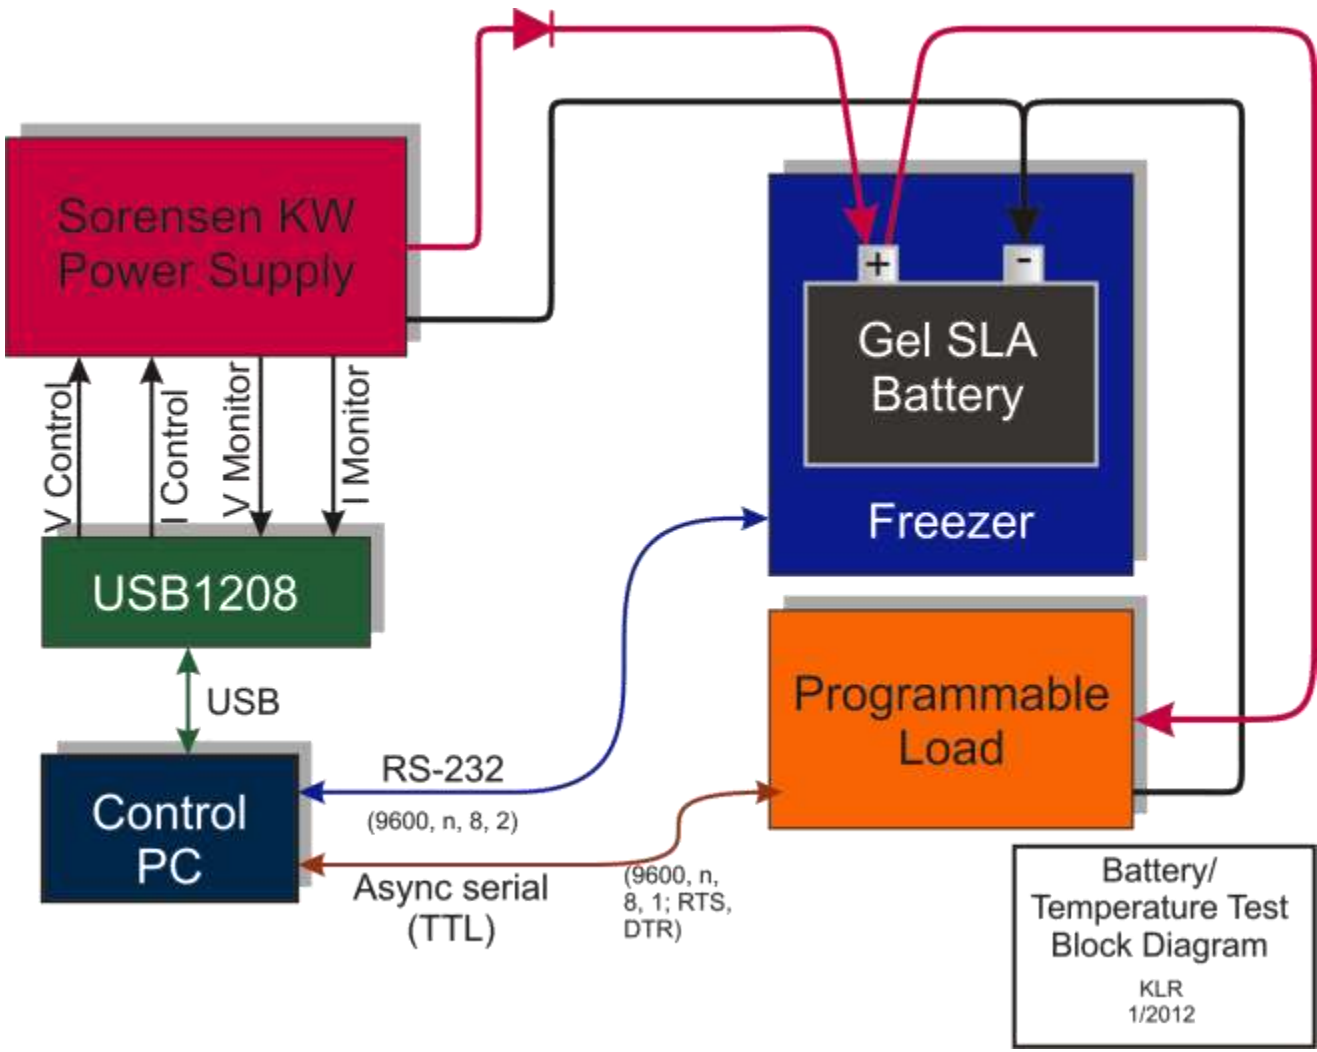 Sorensen KW
Power Supply
+
-
Gel SLA
Battery
Freezer
V Control
I Control
V Monitor
I Monitor
USB1208
USB
Programmable
Load
RS-232
(9600, n, 8, 2)
Control
PC
Async serial
(TTL)
(9600, n,
8, 1; RTS,
DTR)
Battery/
Temperature Test
Block Diagram
KLR
1/2012